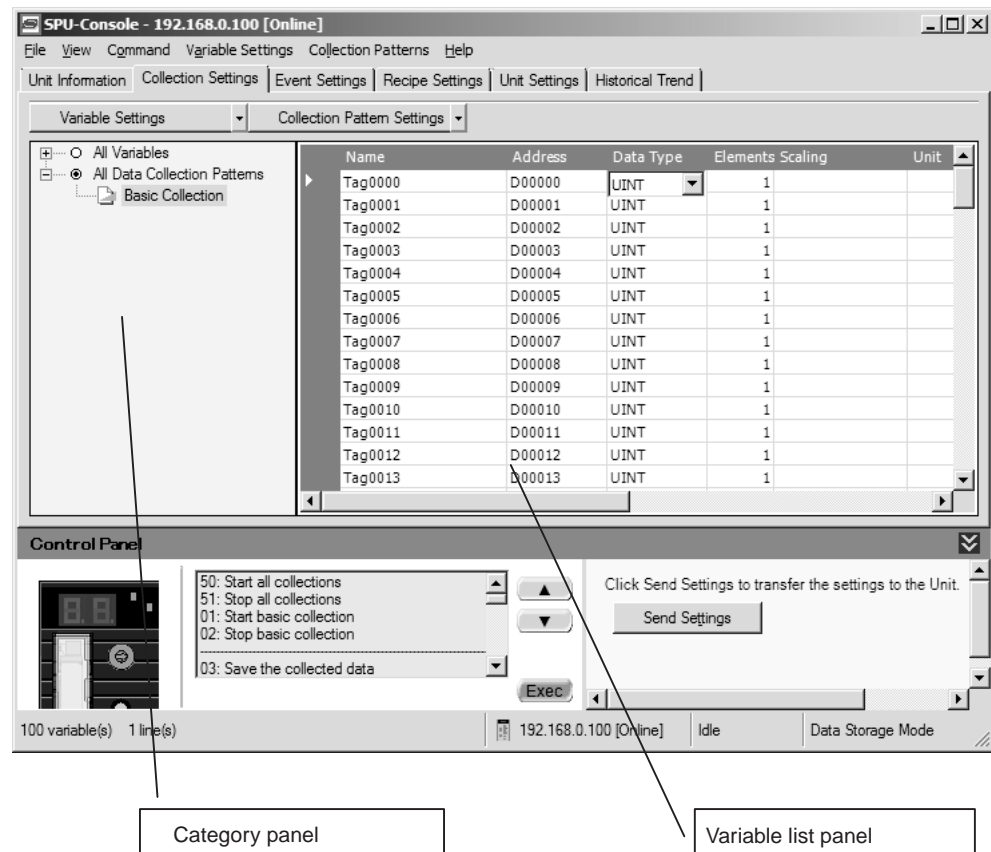 SPU-Console - 192.168.0.100 [Online]
File View Command Variable Settings Collection Patterns Help
Unit Information Collection Settings Event Settings Recipe Settings Unit Settings Historical Trend
Variable Settings Collection Pattern Settings
All Variables
All Data Collection Patterns
Basic Collection
Name Address Data Type Elements Scaling Unit
Tag0000 D00000 UINT 1
Tag0001 D00001 UINT 1
Tag0002 D00002 UINT 1
Tag0003 D00003 UINT 1
Tag0004 D00004 UINT 1
Tag0005 D00005 UINT 1
Tag0006 D00006 UINT 1
Tag0007 D00007 UINT 1
Tag0008 D00008 UINT 1
Tag0009 D00009 UINT 1
Tag0010 D00010 UINT 1
Tag0011 D00011 UINT 1
Tag0012 D00012 UINT 1
Tag0013 D00013 UINT 1
Control Panel
50: Start all collections
51: Stop all collections
01: Start basic collection
02: Stop basic collection
03: Save the collected data
Exec
Click Send Settings to transfer the settings to the Unit.
Send Settings
100 variable(s) 1 line(s) 192.168.0.100 [Online] Idle Data Storage Mode
Category panel
Variable list panel